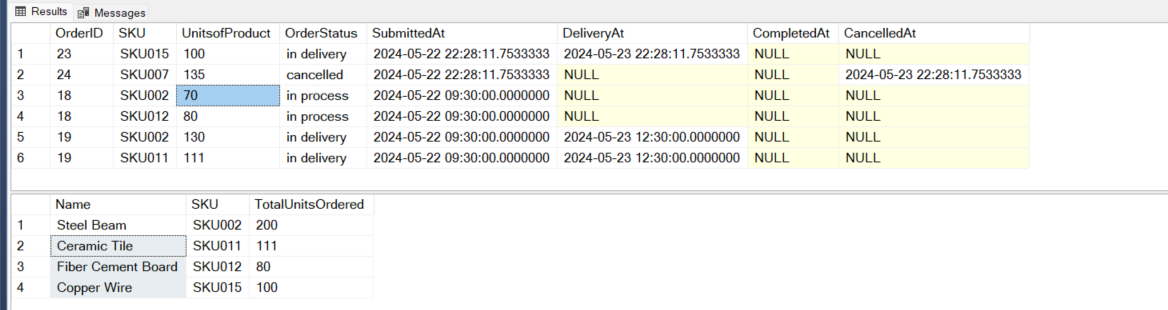 Results Messages
OrderID SKU UnitsofProduct OrderStatus SubmittedAt DeliveryAt CompletedAt CancelledAt
1 23 SKU015 100 in delivery 2024-05-22 22:28:11.7533333 2024-05-23 22:28:11.7533333 NULL NULL
2 24 SKU007 135 cancelled 2024-05-22 22:28:11.7533333 NULL NULL 2024-05-23 22:28:11.7533333
3 18 SKU002 70 in process 2024-05-22 09:30:00.0000000 NULL NULL NULL
4 18 SKU012 80 in process 2024-05-22 09:30:00.0000000 NULL NULL NULL
5 19 SKU002 130 in delivery 2024-05-22 09:30:00.0000000 2024-05-23 12:30:00.0000000 NULL NULL
6 19 SKU011 111 in delivery 2024-05-22 09:30:00.0000000 2024-05-23 12:30:00.0000000 NULL NULL
Name SKU TotalUnitsOrdered
1 Steel Beam SKU002 200
2 Ceramic Tile SKU011 111
3 Fiber Cement Board SKU012 80
4 Copper Wire SKU015 100